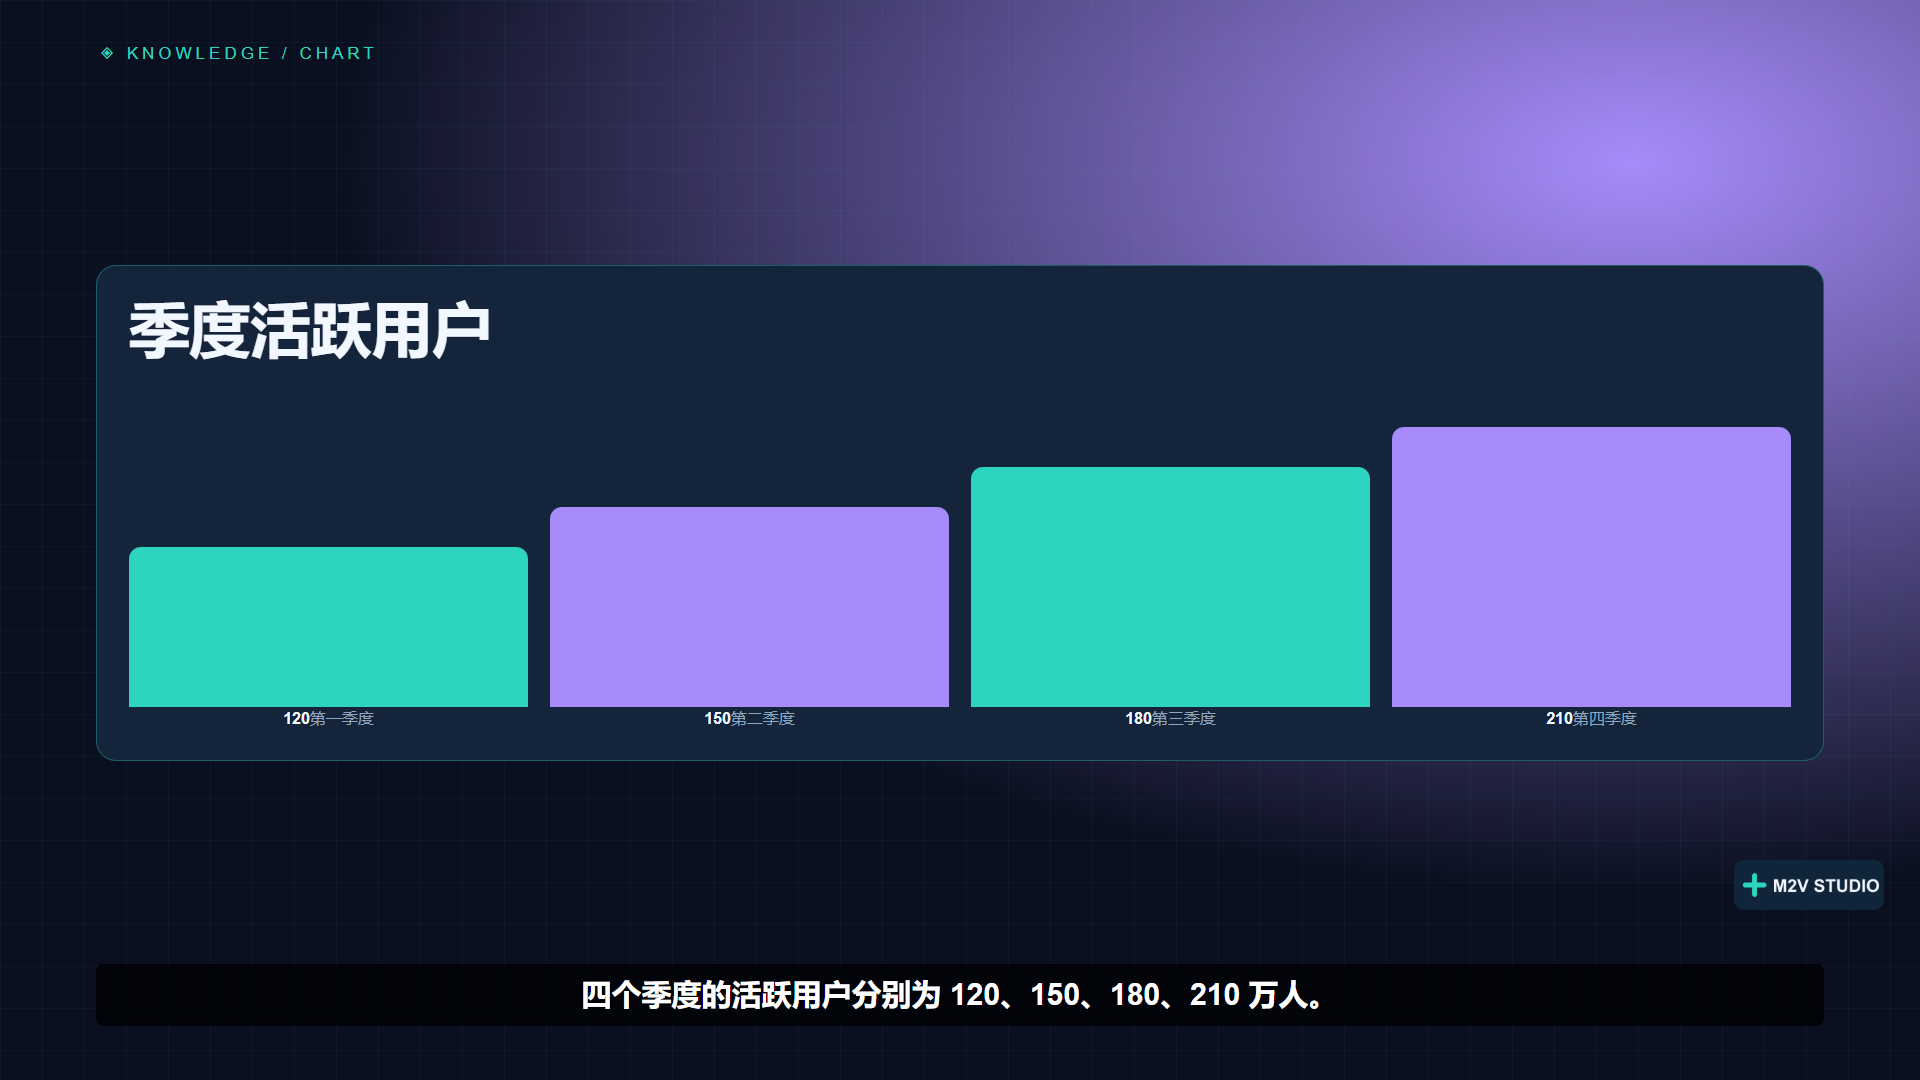 ◈ KNOWLEDGE / CHART
季度活跃用户
120第一季度
150第二季度
180第三季度
210第四季度
M2V STUDIO
四个季度的活跃用户分别为 120、150、180、210 万人。